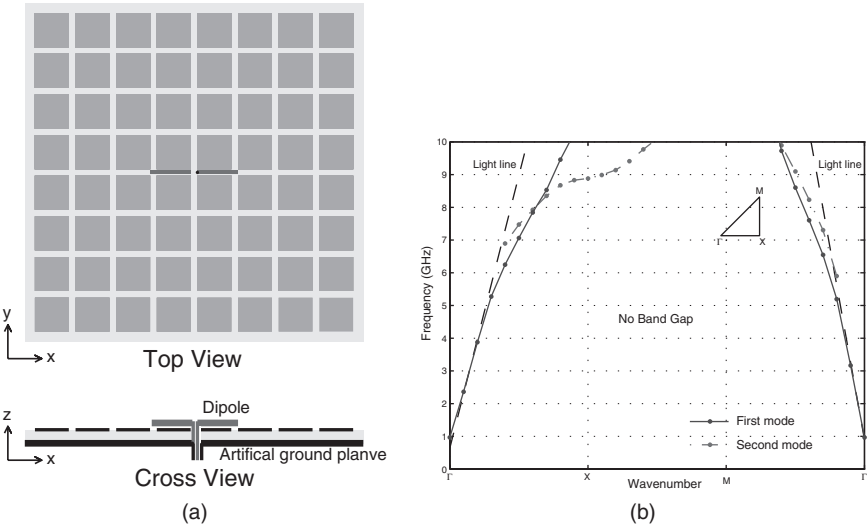 y
x
Top View
z
x
Dipole
Artifical ground planve
Cross View
(a)
10
9
8
7
6
5
4
3
2
1
0
Frequency (GHz)
Light line
Light line
M
Γ
X
No Band Gap
First mode
Second mode
Γ
X
M
Γ
Wavenumber
(b)